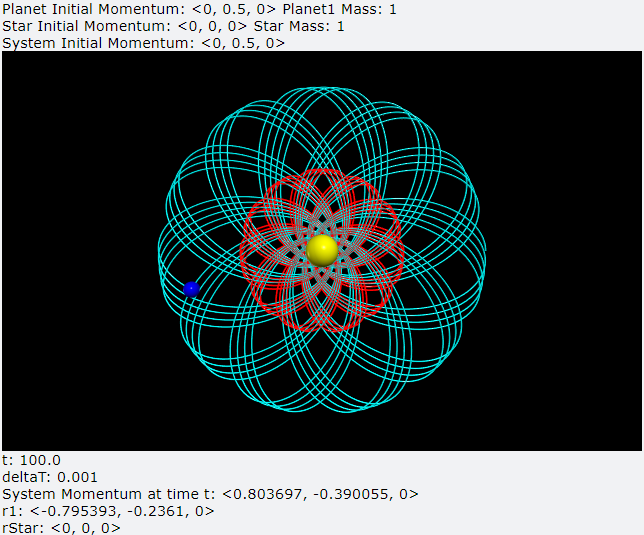 Planet Initial Momentum: <0, 0.5, 0> Planet1 Mass: 1
Star Initial Momentum: <0, 0, 0> Star Mass: 1
System Initial Momentum: <0, 0.5, 0>
t: 100.0
deltaT: 0.001
System Momentum at time t: <0.803697, -0.390055, 0>
r1: <-0.795393, -0.2361, 0>
rStar: <0, 0, 0>